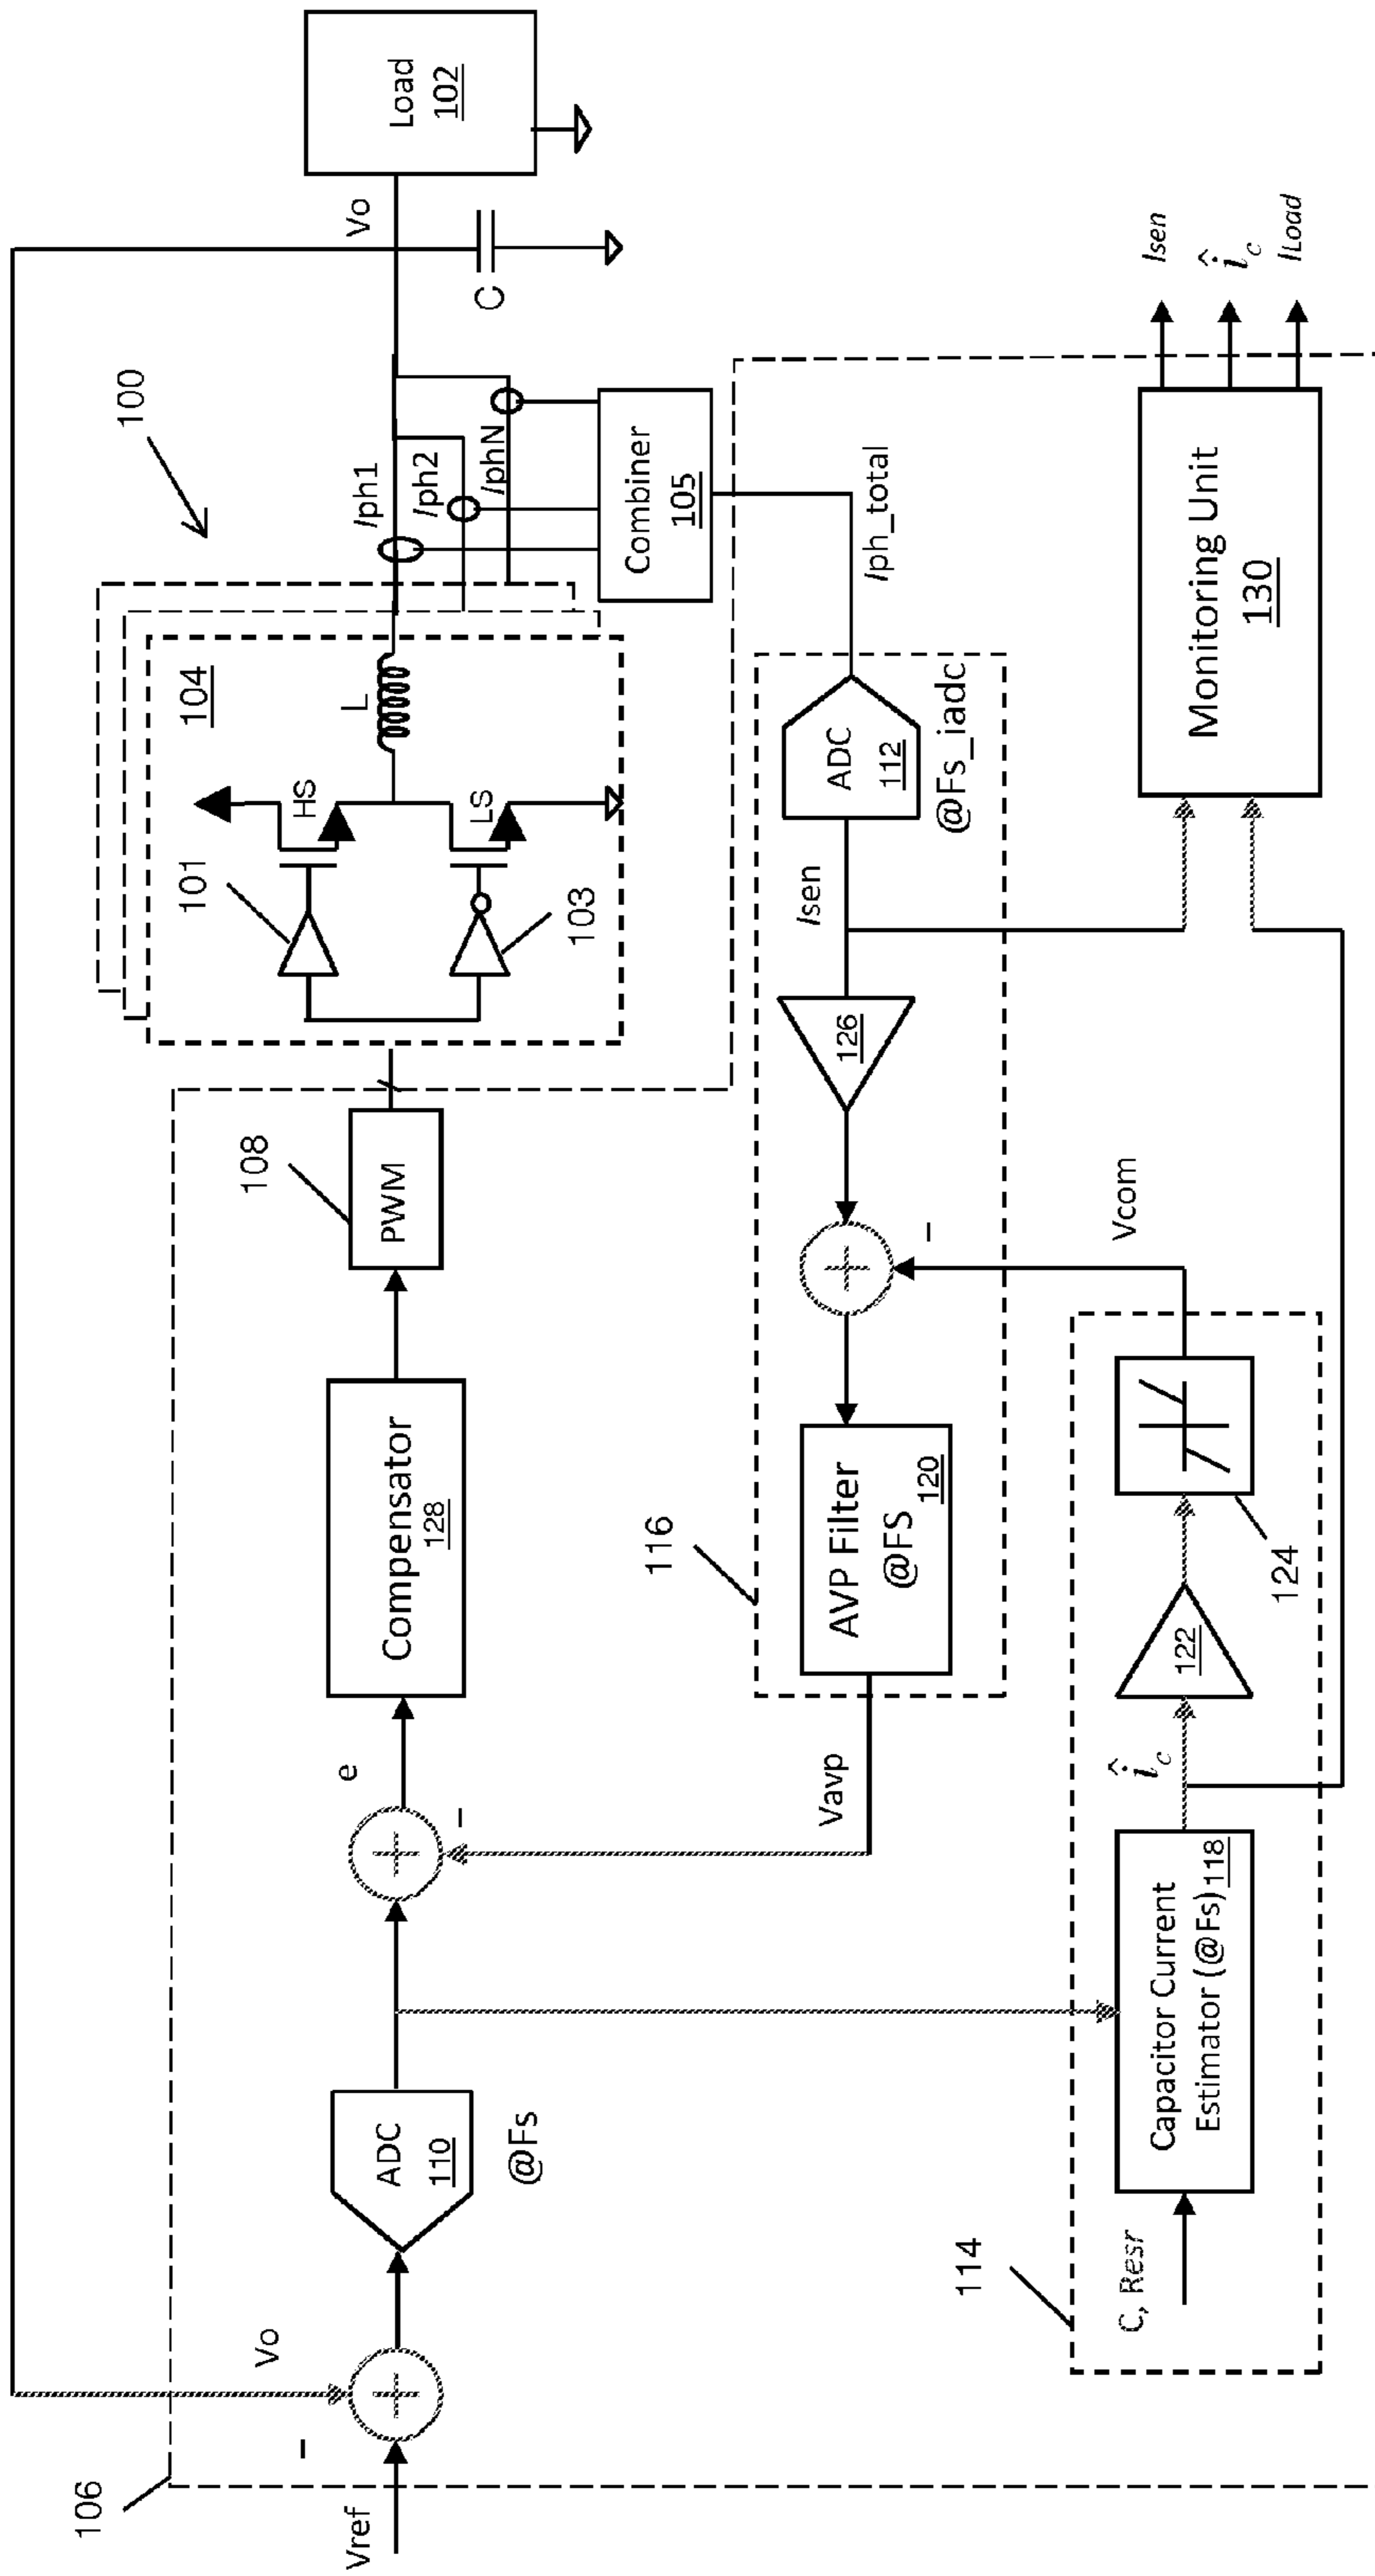 100
Vo
Load
102
C
Iph1
Iph2
IphN
104
L
101
HS
LS
103
Combiner
105
Iph_total
108
PWM
106
Vref
Vo
−
ADC
110
@Fs
e
−
Compensator
128
116
Vavp
AVP Filter
@FS
120
−
126
Isen
ADC
112
@Fs_iadc
Vcom
114
C, Resr
Capacitor Current
Estimator (@Fs)
118
î_c
122
124
Monitoring Unit
130
Isen
î_c
ILoad